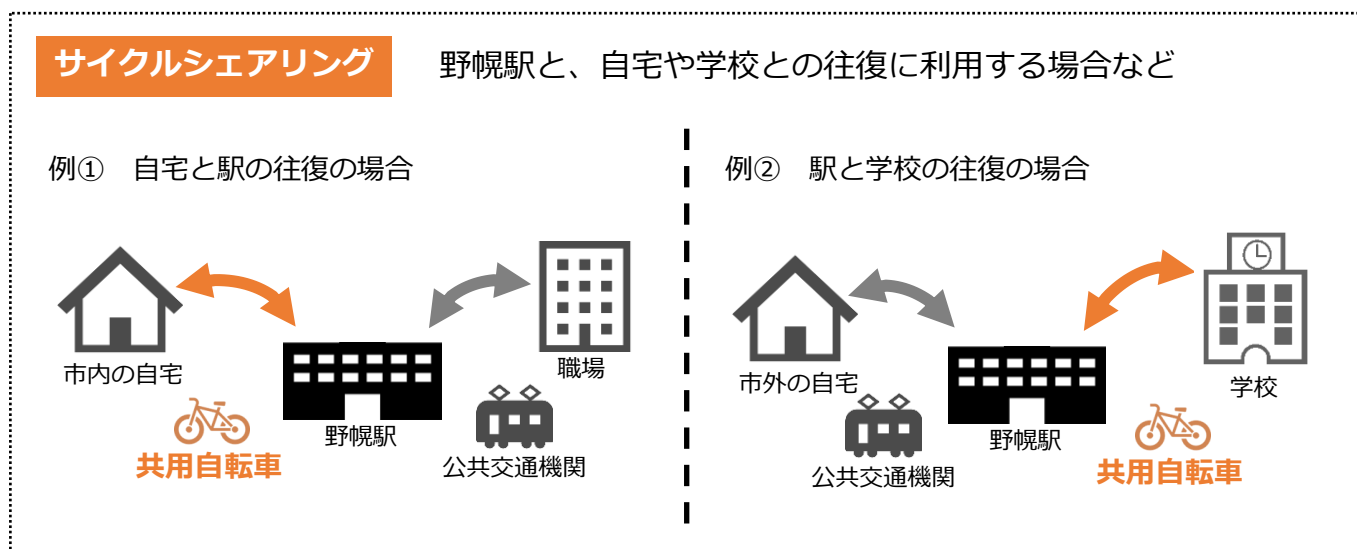 サイクルシェアリング 野幌駅と、自宅や学校との往復に利用する場合など
例① 自宅と駅の往復の場合
市内の自宅
職場
野幌駅
共用自転車
公共交通機関
例② 駅と学校の往復の場合
市外の自宅
学校
野幌駅
公共交通機関
共用自転車